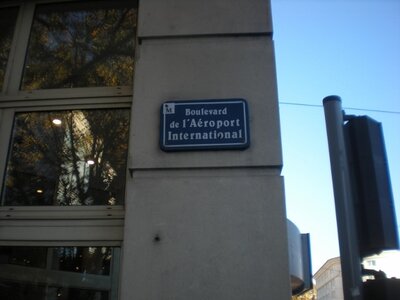 M
Boulevard
de l'Aéroport
International